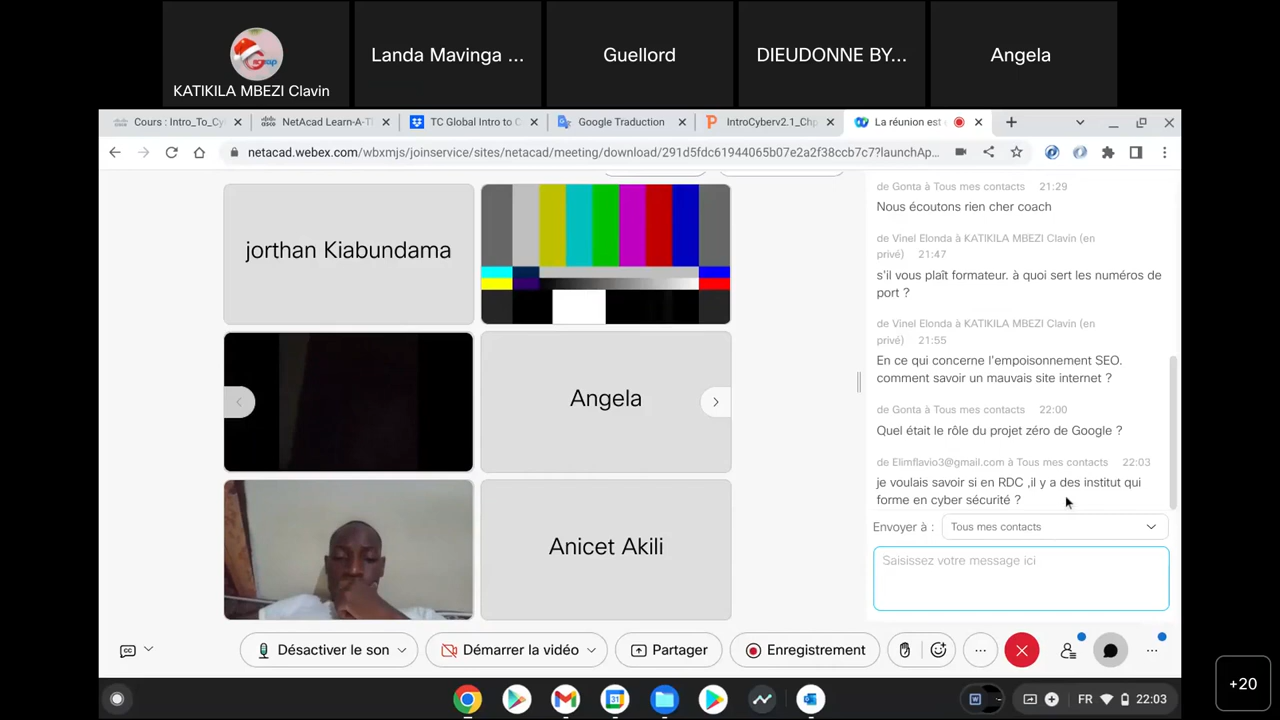 KATIKILA MBEZI Clavin
Landa Mavinga ...
Guellord
DIEUDONNE BY...
Angela
Cours : Intro_To_Cy
NetAcad Learn-A-T
TC Global Intro to C
Google Traduction
IntroCyberv2.1_Chp
La réunion est
netacad.webex.com/wbxmjs/joinservice/sites/netacad/meeting/download/291d5fdc61944065b07e2a2f38ccb7c7?launchAp...
jorthan Kiabundama
Angela
Anicet Akili
de Gonta à Tous mes contacts 21:29
Nous écoutons rien cher coach
de Vinel Elonda à KATIKILA MBEZI Clavin (en
privé) 21:47
s'il vous plaît formateur. à quoi sert les numéros de
port ?
de Vinel Elonda à KATIKILA MBEZI Clavin (en
privé) 21:55
En ce qui concerne l'empoisonnement SEO.
comment savoir un mauvais site internet ?
de Gonta à Tous mes contacts 22:00
Quel était le rôle du projet zéro de Google ?
de Elimflavio3@gmail.com à Tous mes contacts 22:03
je voulais savoir si en RDC ,il y a des institut qui
forme en cyber sécurité ?
Envoyer à : Tous mes contacts
Saisissez votre message ici
Désactiver le son
Démarrer la vidéo
Partager
Enregistrement
FR 22:03
+20